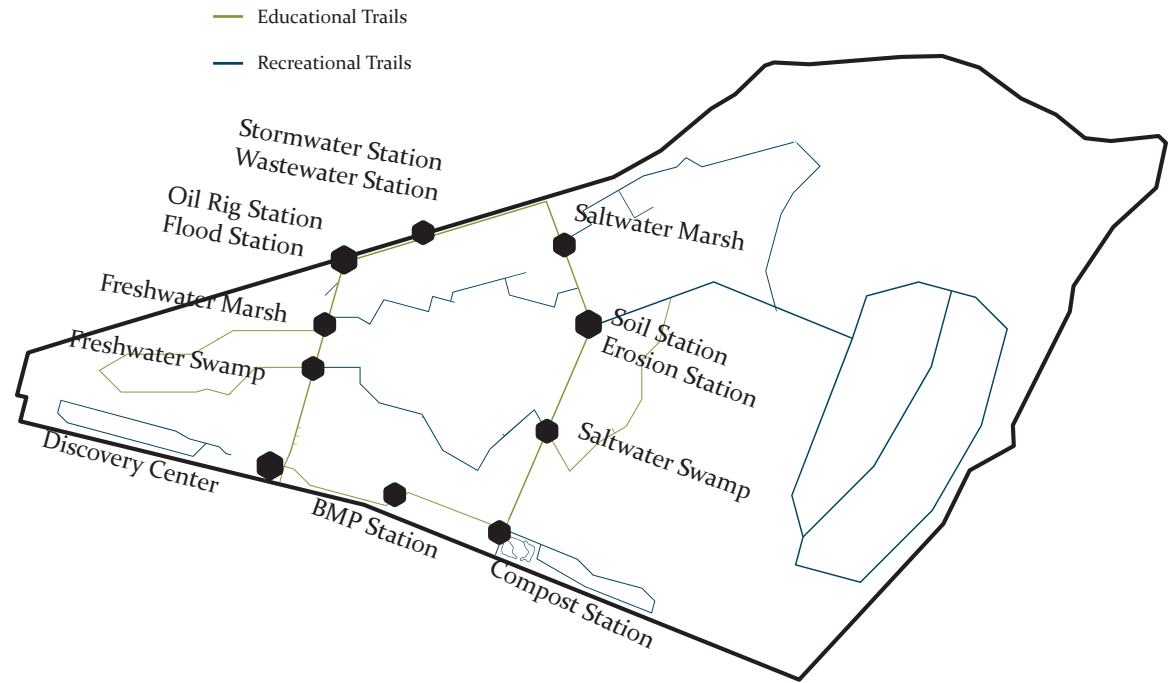 Educational Trails
Recreational Trails
Stormwater Station
Wastewater Station
Oil Rig Station
Flood Station
Saltwater Marsh
Freshwater Marsh
Soil Station
Erosion Station
Freshwater Swamp
Saltwater Swamp
Discovery Center
BMP Station
Compost Station